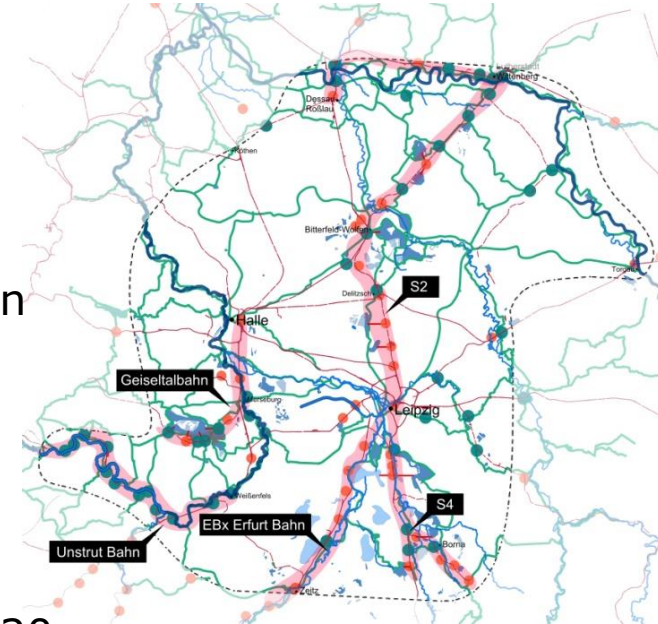 Lutherstadt
Wittenberg
Dessau
Roßlau
Köthen
Bitterfeld-Wolfen
Torgau
n
Delitzsch
S2
Halle
Geiseltalbahn
Merseburg
Leipzig
Weißenfels
S4
EBx Erfurt Bahn
Unstrut Bahn
Borna
Zeitz